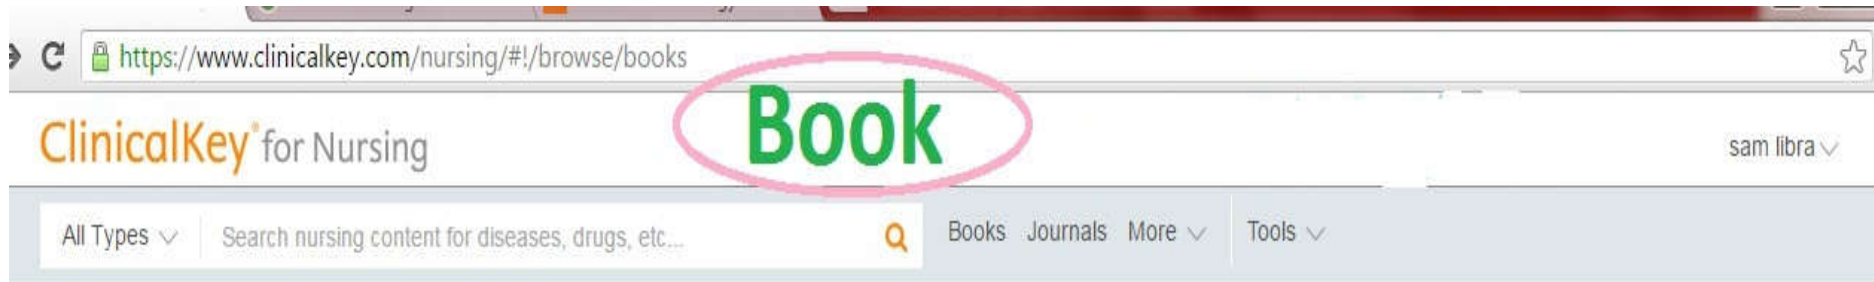 https://www.clinicalkey.com/nursing/#!/browse/books
Book
ClinicalKey® for Nursing
sam libra
All Types Search nursing content for diseases, drugs, etc... Books Journals More Tools